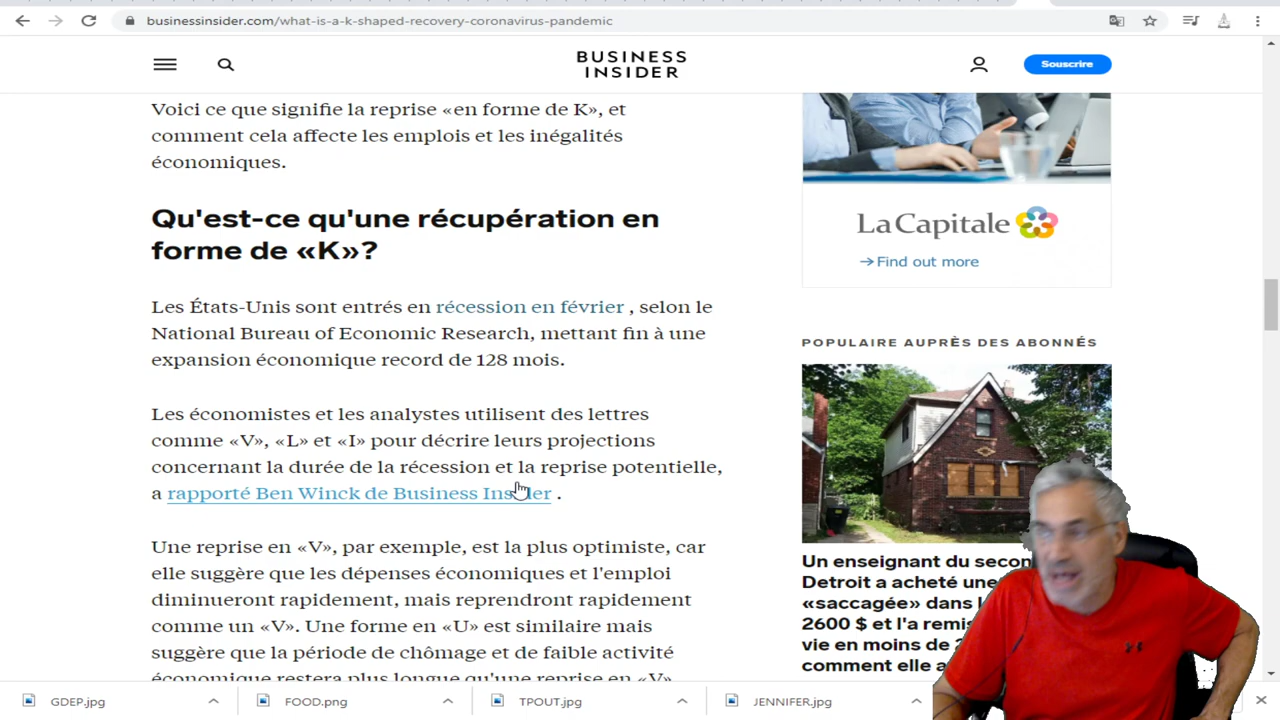 businessinsider.com/what-is-a-k-shaped-recovery-coronavirus-pandemic
BUSINESS
INSIDER
Souscrire
Voici ce que signifie la reprise «en forme de K», et
comment cela affecte les emplois et les inégalités
économiques.
Qu'est-ce qu'une récupération en
forme de «K»?
Les États-Unis sont entrés en récession en février , selon le
National Bureau of Economic Research, mettant fin à une
expansion économique record de 128 mois.
Les économistes et les analystes utilisent des lettres
comme «V», «L» et «I» pour décrire leurs projections
concernant la durée de la récession et la reprise potentielle,
a rapporté Ben Winck de Business Insider .
Une reprise en «V», par exemple, est la plus optimiste, car
elle suggère que les dépenses économiques et l'emploi
diminueront rapidement, mais reprendront rapidement
comme un «V». Une forme en «U» est similaire mais
suggère que la période de chômage et de faible activité
économique restera plus longue qu'une reprise en «V»
La Capitale
→Find out more
POPULAIRE AUPRÈS DES ABONNÉS
Un enseignant du
Detroit a acheté
«saccagée» dans
2600 $ et l'a
vie en moins de
comment elle
GDEP.jpg
FOOD.png
TPOUT.jpg
JENNIFER.jpg